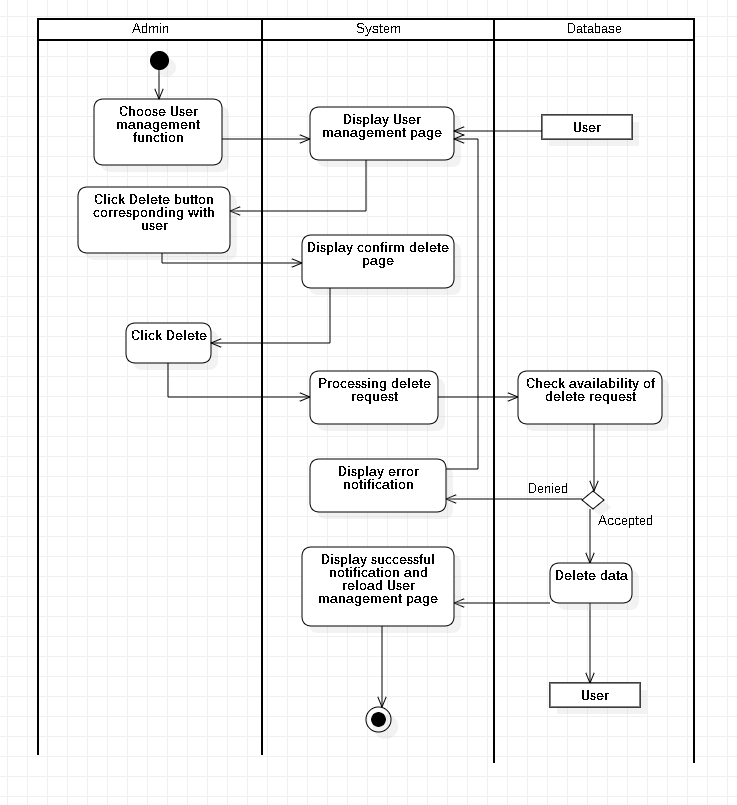 Admin
System
Database
Choose User
management
function
Display User
management page
User
Click Delete button
corresponding with
user
Display confirm delete
page
Click Delete
Processing delete
request
Check availability of
delete request
Display error
notification
Denied
Accepted
Display successful
notification and
reload User
management page
Delete data
User